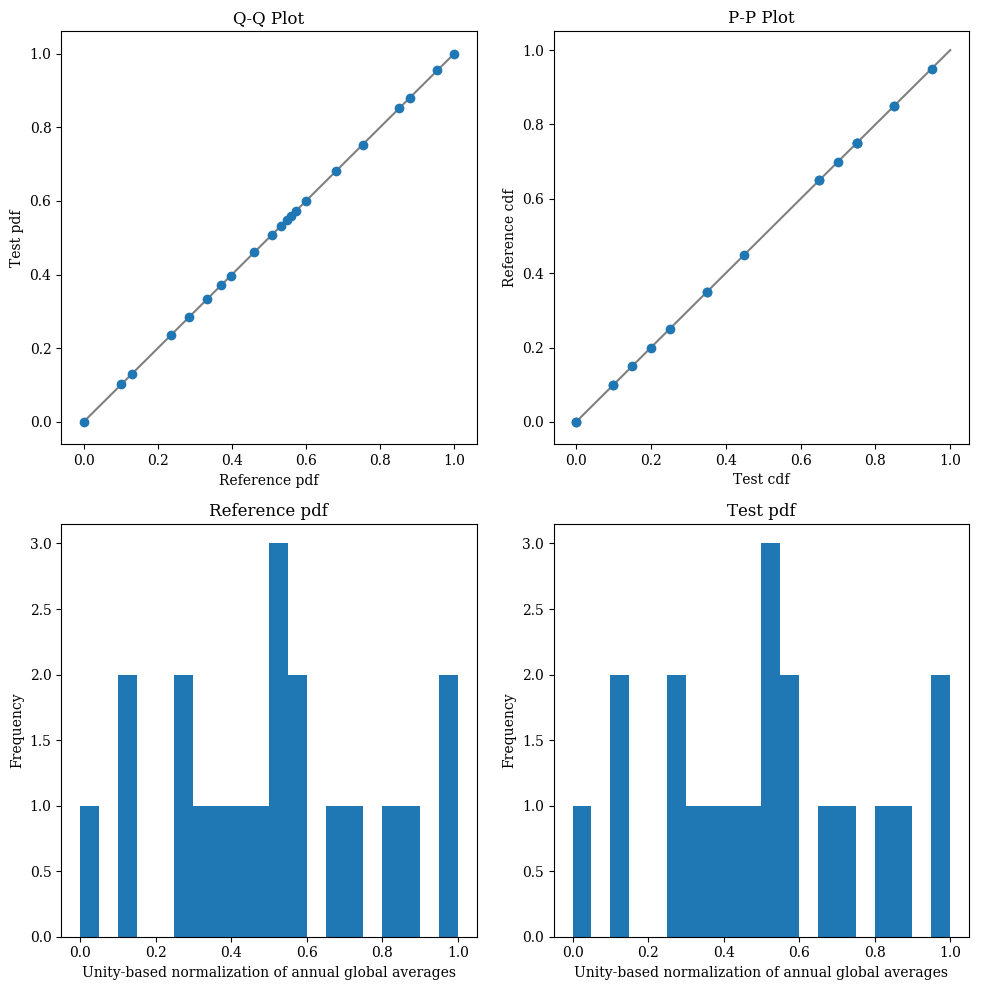 Q-Q Plot
1.0
0.8
0.6
0.4
0.2
0.0
Test pdf
0.0 0.2 0.4 0.6 0.8 1.0
Reference pdf
P-P Plot
1.0
0.8
0.6
0.4
0.2
0.0
Reference cdf
0.0 0.2 0.4 0.6 0.8 1.0
Test cdf
Reference pdf
3.0
2.5
2.0
1.5
1.0
0.5
0.0
Frequency
0.0 0.2 0.4 0.6 0.8 1.0
Unity-based normalization of annual global averages
Test pdf
3.0
2.5
2.0
1.5
1.0
0.5
0.0
Frequency
0.0 0.2 0.4 0.6 0.8 1.0
Unity-based normalization of annual global averages